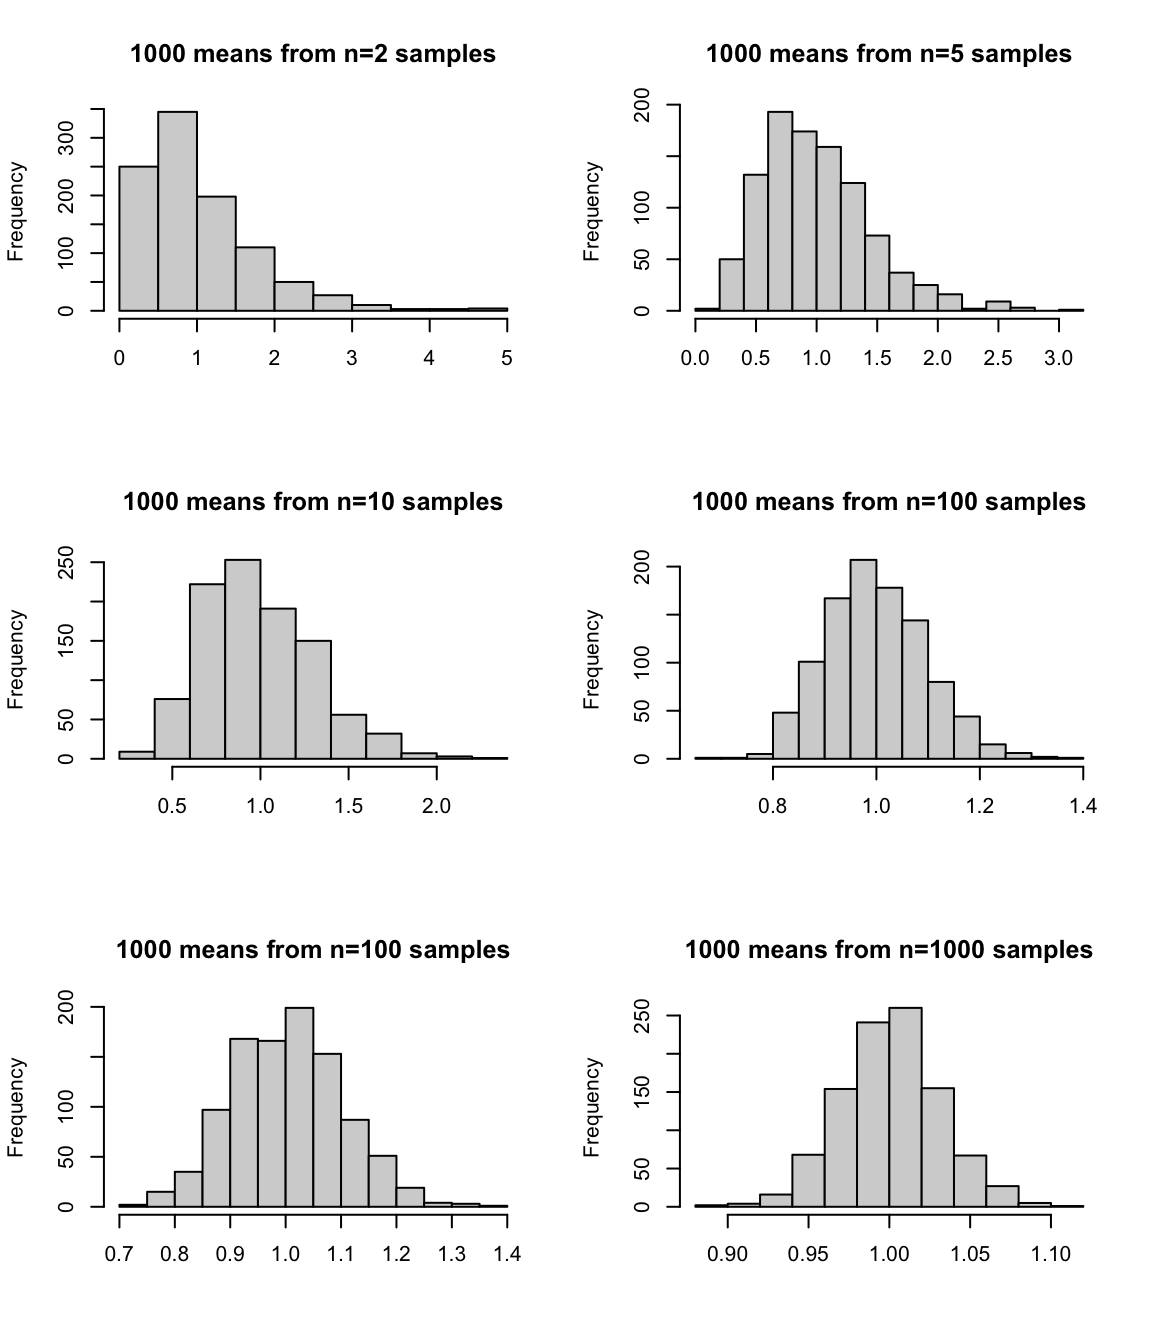 1000 means from n=2 samples
Frequency
0 100 200 300
0 1 2 3 4 5
1000 means from n=5 samples
Frequency
0 50 100 200
0.0 0.5 1.0 1.5 2.0 2.5 3.0
1000 means from n=10 samples
Frequency
0 50 150 250
0.5 1.0 1.5 2.0
1000 means from n=100 samples
Frequency
0 50 100 200
0.8 1.0 1.2 1.4
1000 means from n=100 samples
Frequency
0 50 100 200
0.7 0.8 0.9 1.0 1.1 1.2 1.3 1.4
1000 means from n=1000 samples
Frequency
0 50 150 250
0.90 0.95 1.00 1.05 1.10